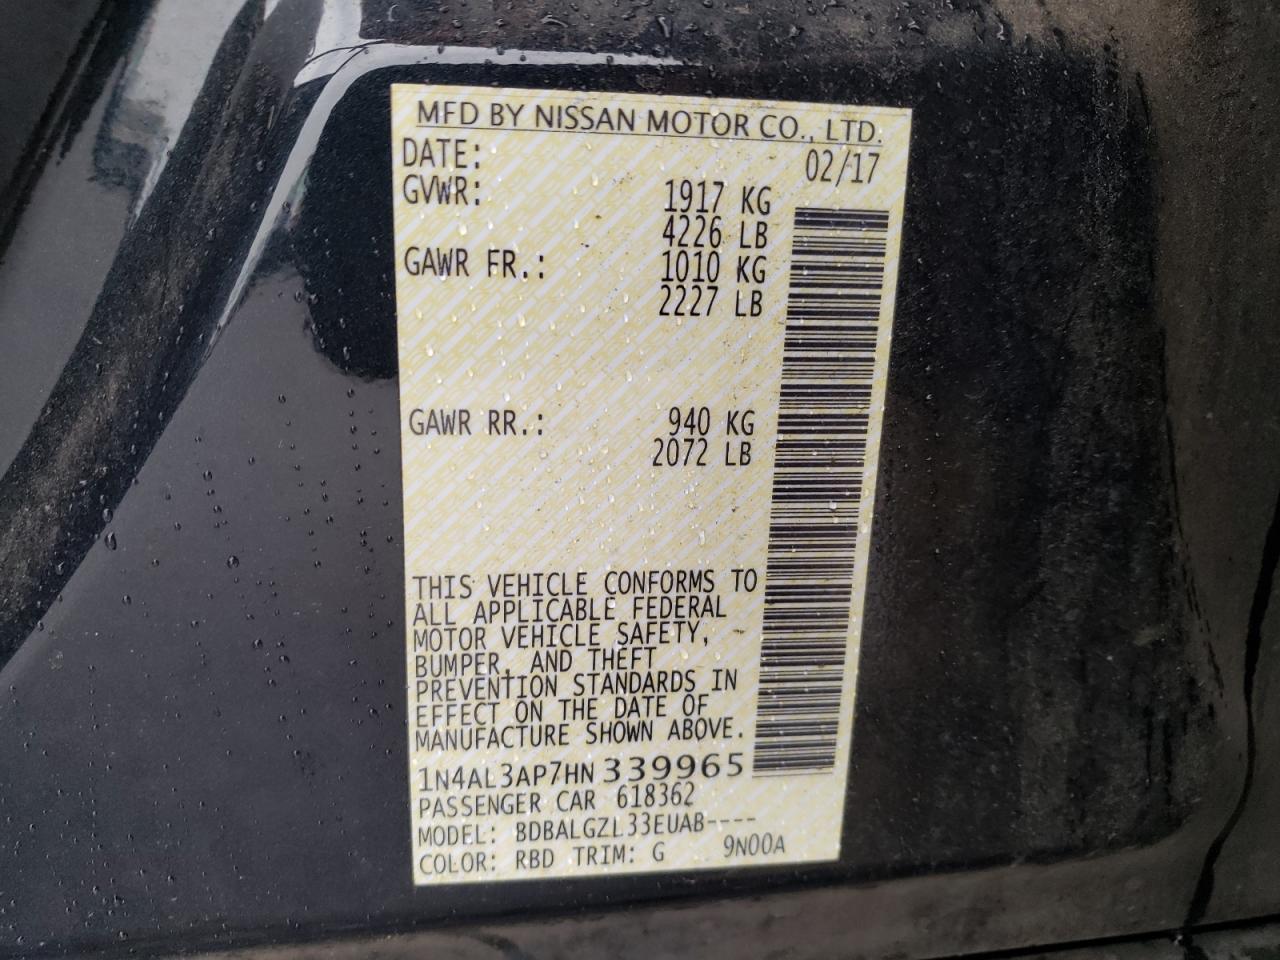 MFD BY NISSAN MOTOR CO., LTD.
DATE: 02/17
GVWR: 1917 KG
4226 LB
GAWR FR.: 1010 KG
2227 LB
GAWR RR.: 940 KG
2072 LB
THIS VEHICLE CONFORMS TO
ALL APPLICABLE FEDERAL
MOTOR VEHICLE SAFETY,
BUMPER, AND THEFT
PREVENTION STANDARDS IN
EFFECT ON THE DATE OF
MANUFACTURE SHOWN ABOVE.
1N4AL3AP7HN339965
PASSENGER CAR 618362
MODEL: BDBALGZL33EUAB----
COLOR: RBD TRIM: G 9N00A